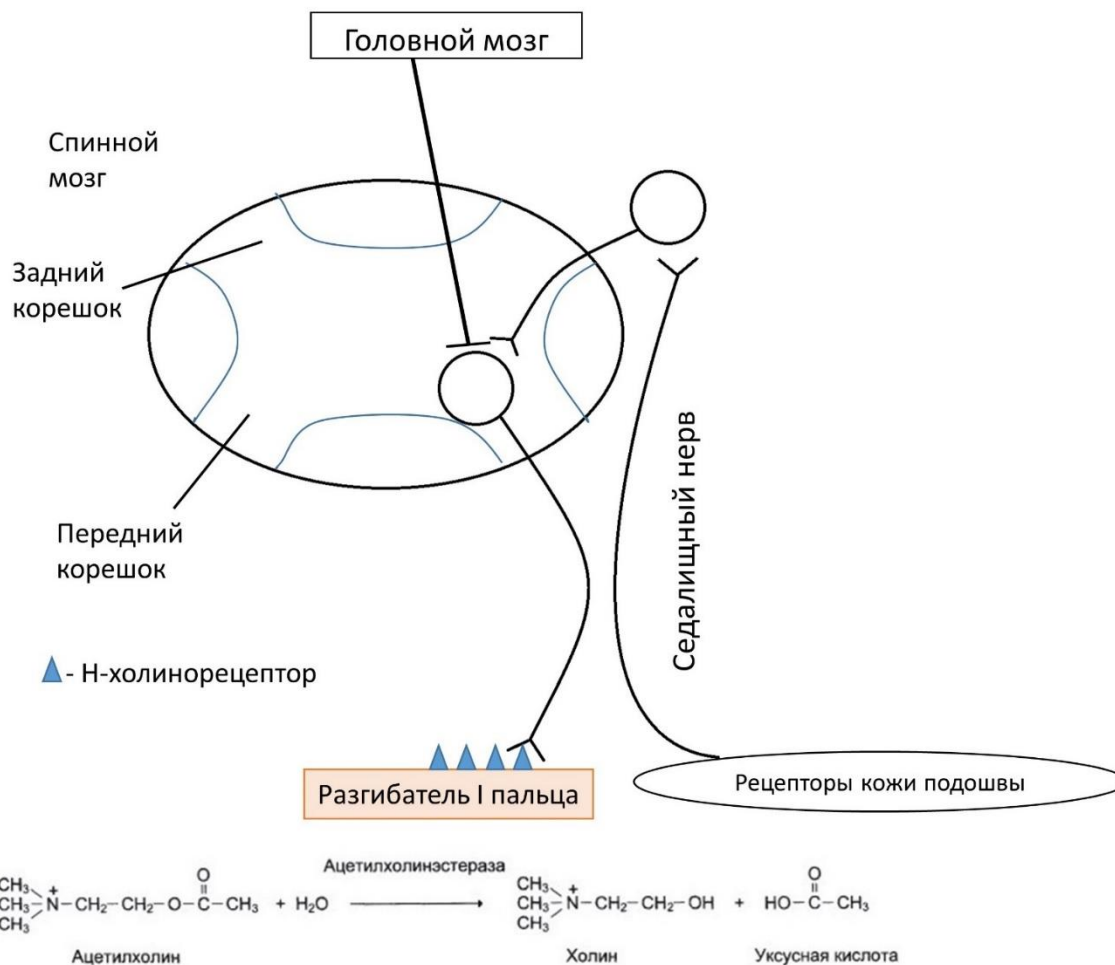 Головной мозг
Спинной
мозг
Задний
корешок
Передний
корешок
Седалищный нерв
- Н-холинорецептор
Разгибатель I пальца
Рецепторы кожи подошвы
Ацетилхолинэстераза
O
O
CH₃
CH₃
CH₃–N–CH₂–CH₂–O–C–CH₃ + H₂O
CH₃–N–CH₂–CH₂–OH + HO–C–CH₃
CH₃
CH₃
Ацетилхолин
Холин
Уксусная кислота